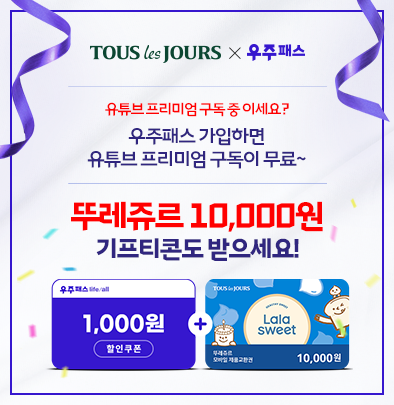 TOUS les JOURS × 우주패스
유튜브 프리미엄 구독 중 이세요?
우주패스 가입하면
유튜브 프리미엄 구독이 무료~
뚜레쥬르 10,000원
기프티콘도 받으세요!
우주패스 life/all
1,000원
할인쿠폰
+
TOUS les JOURS
HEALTHY SWEET
Lala
sweet
뚜레쥬르
모바일 제품교환권
10,000원